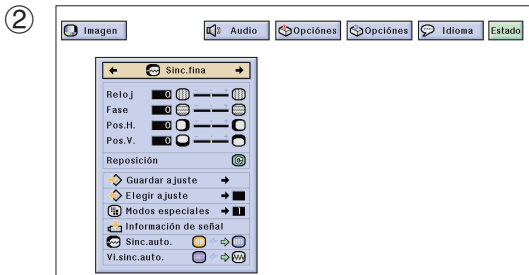 ②
Imagen Audio Opciónes Opciónes Idioma Estado
Sinc.fina
Reloj 0
Fase 0
Pos.H. 0
Pos.V. 0
Reposición
Guardar ajuste
Elegir ajuste
Modos especiales 1
Información de señal
Sinc.auto.
Vi.sinc.auto.